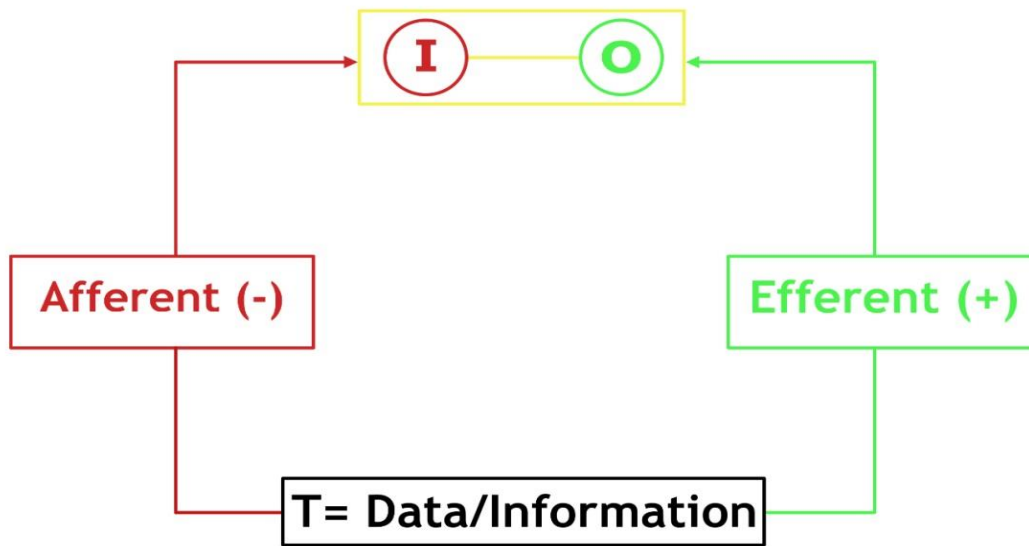 I O
Afferent (-)
Efferent (+)
T= Data/Information